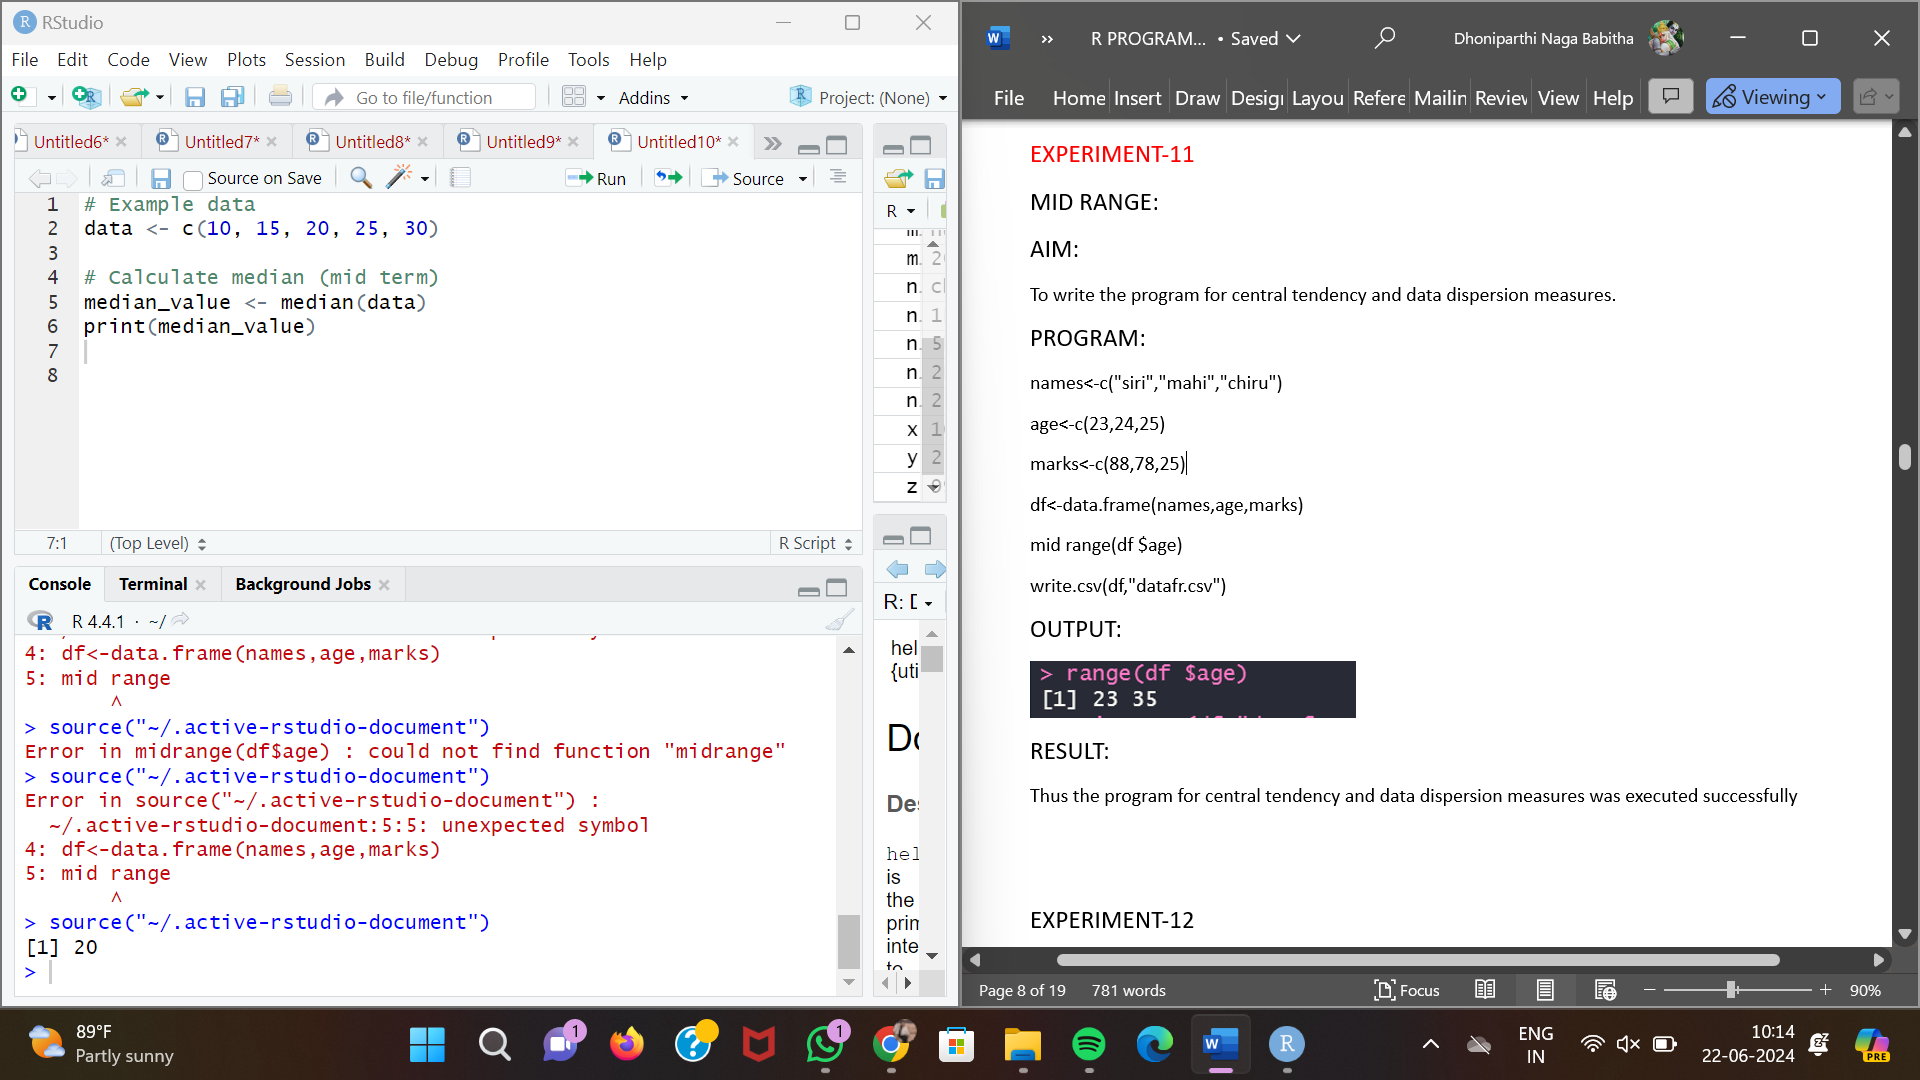 RStudio
File Edit Code View Plots Session Build Debug Profile Tools Help
Go to file/function
Addins
Project: (None)
Untitled6*
Untitled7*
Untitled8*
Untitled9*
Untitled10*
Source on Save
Run
Source
1 # Example data
2 data <- c(10, 15, 20, 25, 30)
3
4 # Calculate median (mid term)
5 median_value <- median(data)
6 print(median_value)
7
8
7:1 (Top Level) R Script
Console Terminal Background Jobs
R 4.4.1 · ~/
4: df<-data.frame(names,age,marks)
5: mid range
^
> source("~/.active-rstudio-document")
Error in midrange(df$age) : could not find function "midrange"
> source("~/.active-rstudio-document")
Error in source("~/.active-rstudio-document") :
~/.active-rstudio-document:5:5: unexpected symbol
4: df<-data.frame(names,age,marks)
5: mid range
^
> source("~/.active-rstudio-document")
[1] 20
>
R
m. 2
n.
n. 1
n. 5
n. 2
n. 2
x 1
y 2
z
R:
hel
{uti
Do
De
hel
is
the
prim
inte
to
R PROGRAM... • Saved
Dhoniparthi Naga Babitha
File Home Insert Draw Desig Layou Refere Mailin Review View Help
Viewing
EXPERIMENT-11
MID RANGE:
AIM:
To write the program for central tendency and data dispersion measures.
PROGRAM:
names<-c("siri","mahi","chiru")
age<-c(23,24,25)
marks<-c(88,78,25)
df<-data.frame(names,age,marks)
mid range(df $age)
write.csv(df,"datafr.csv")
OUTPUT:
> range(df $age)
[1] 23 35
RESULT:
Thus the program for central tendency and data dispersion measures was executed successfully
EXPERIMENT-12
Page 8 of 19 781 words Focus 90%
89°F
Partly sunny
1
1
ENG
IN
10:14
22-06-2024
PRE